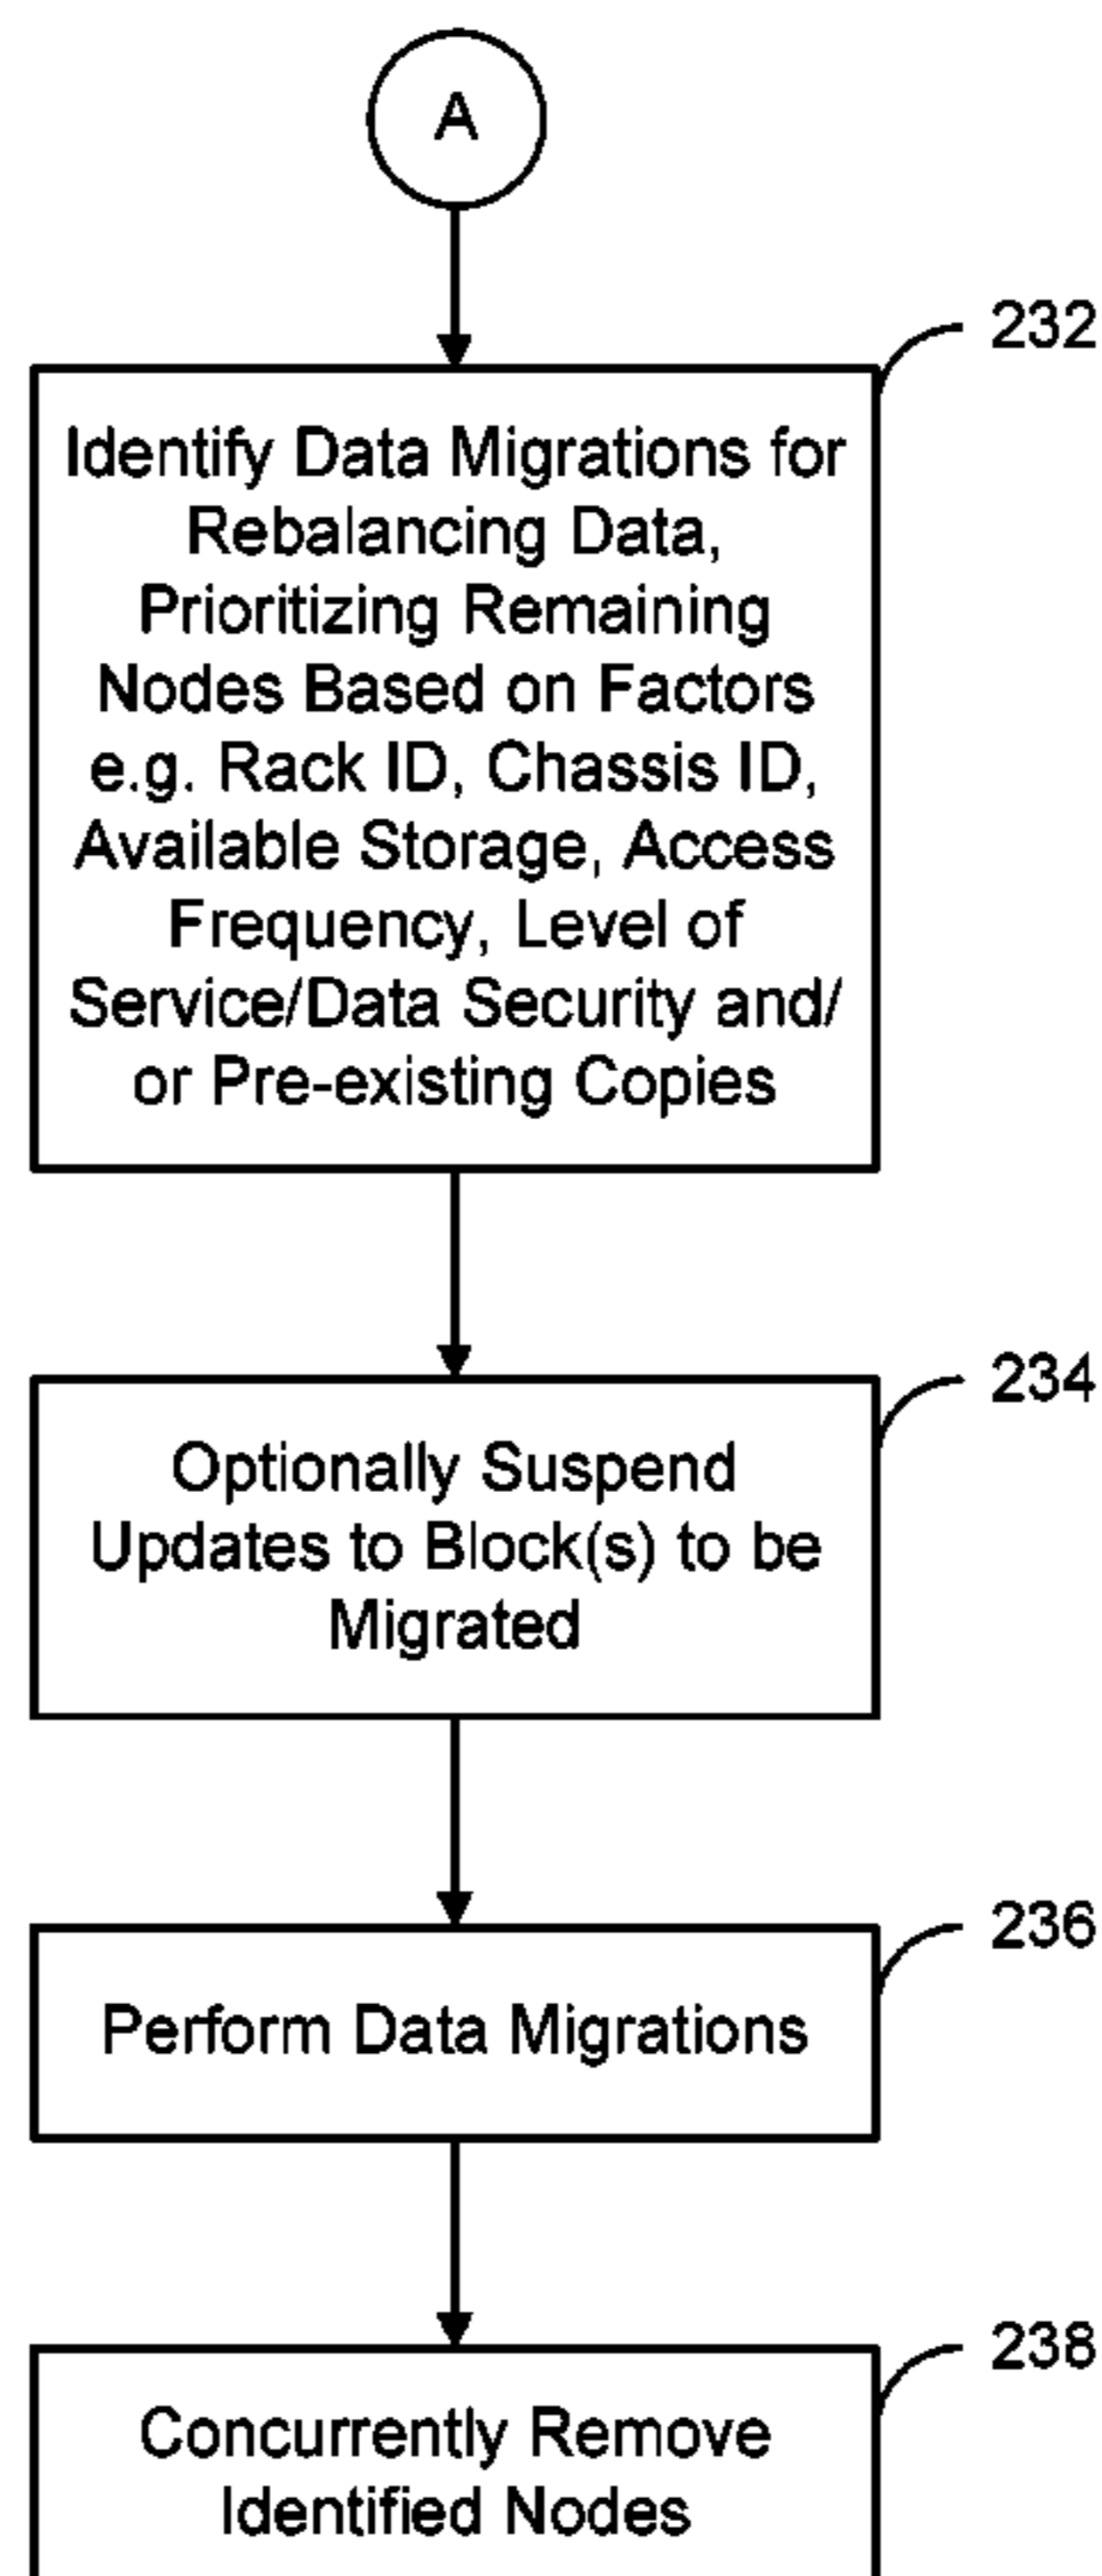 A
232
Identify Data Migrations for
Rebalancing Data,
Prioritizing Remaining
Nodes Based on Factors
e.g. Rack ID, Chassis ID,
Available Storage, Access
Frequency, Level of
Service/Data Security and/
or Pre-existing Copies
234
Optionally Suspend
Updates to Block(s) to be
Migrated
236
Perform Data Migrations
238
Concurrently Remove
Identified Nodes